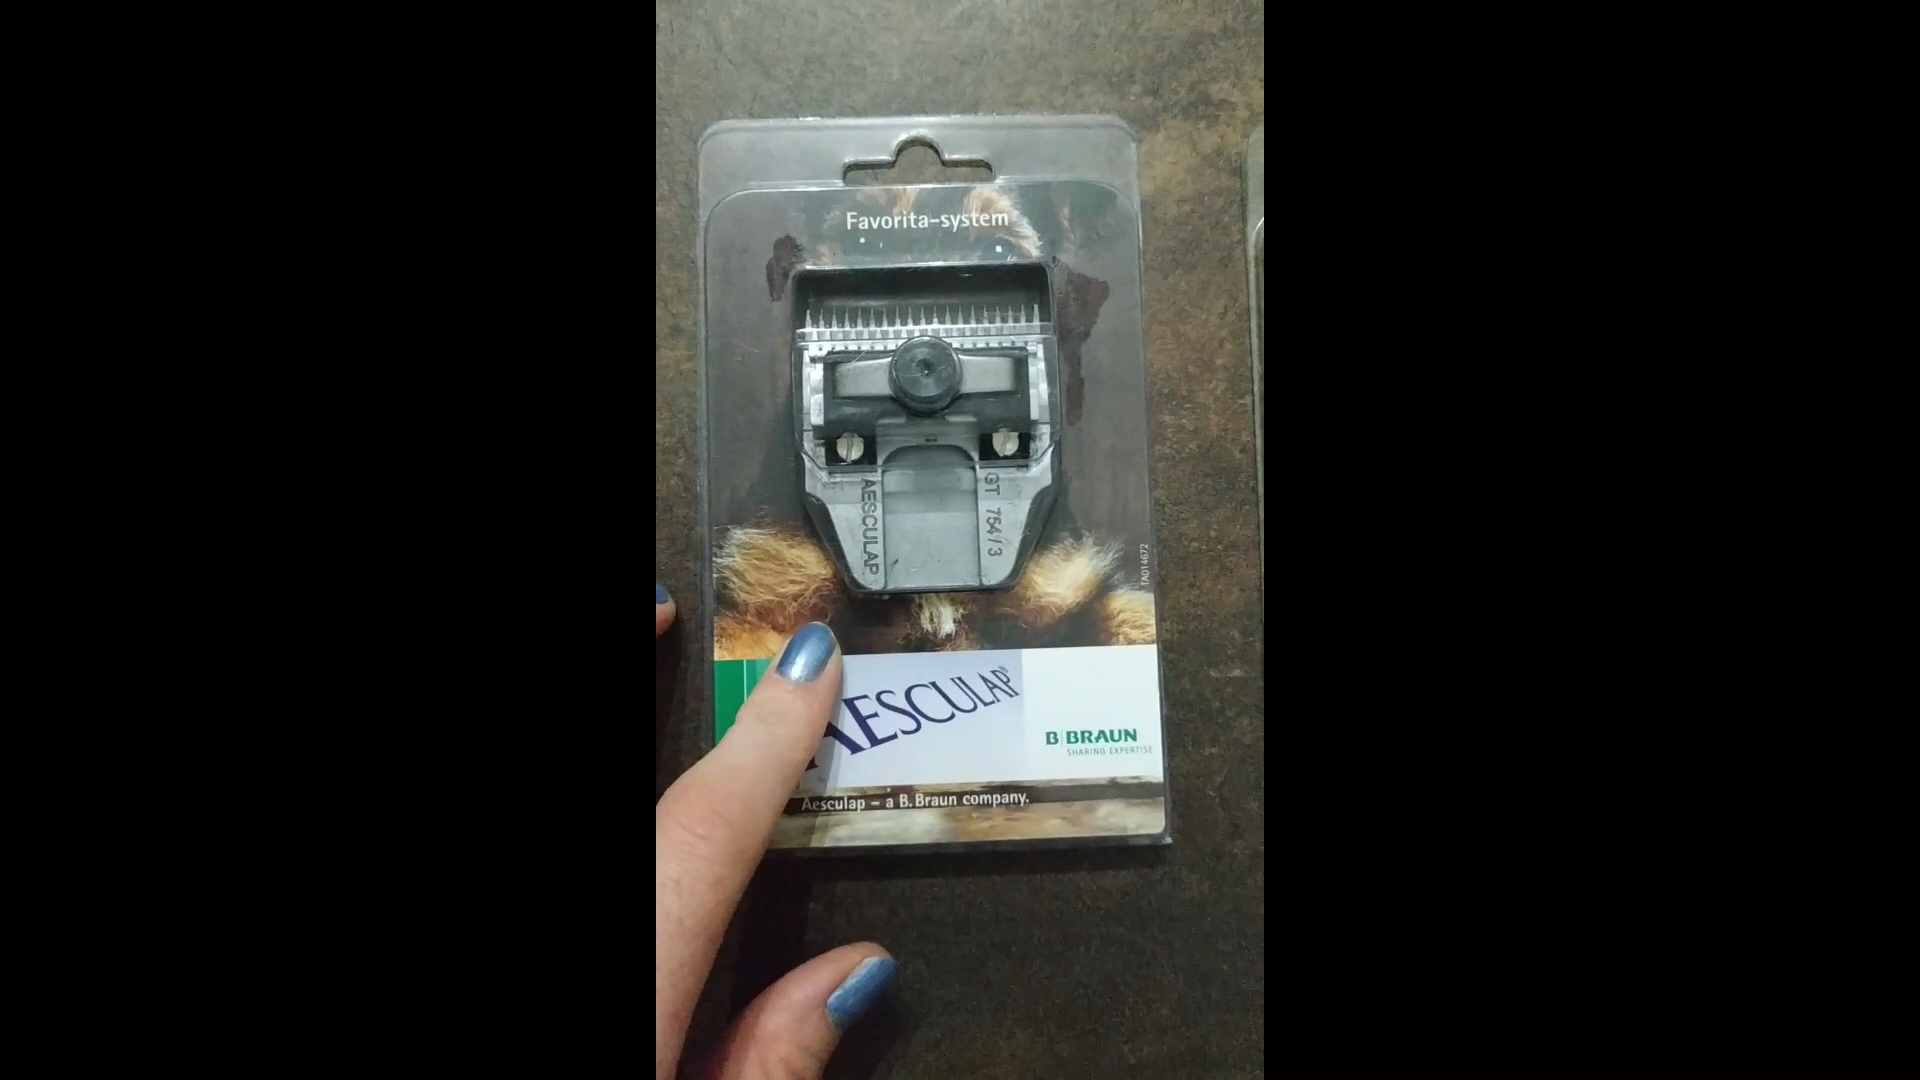 Favorita-system
AESCULAP
GT 754/3
TA014672
AESCULAP®
B|BRAUN
SHARING EXPERTISE
Aesculap – a B. Braun company.